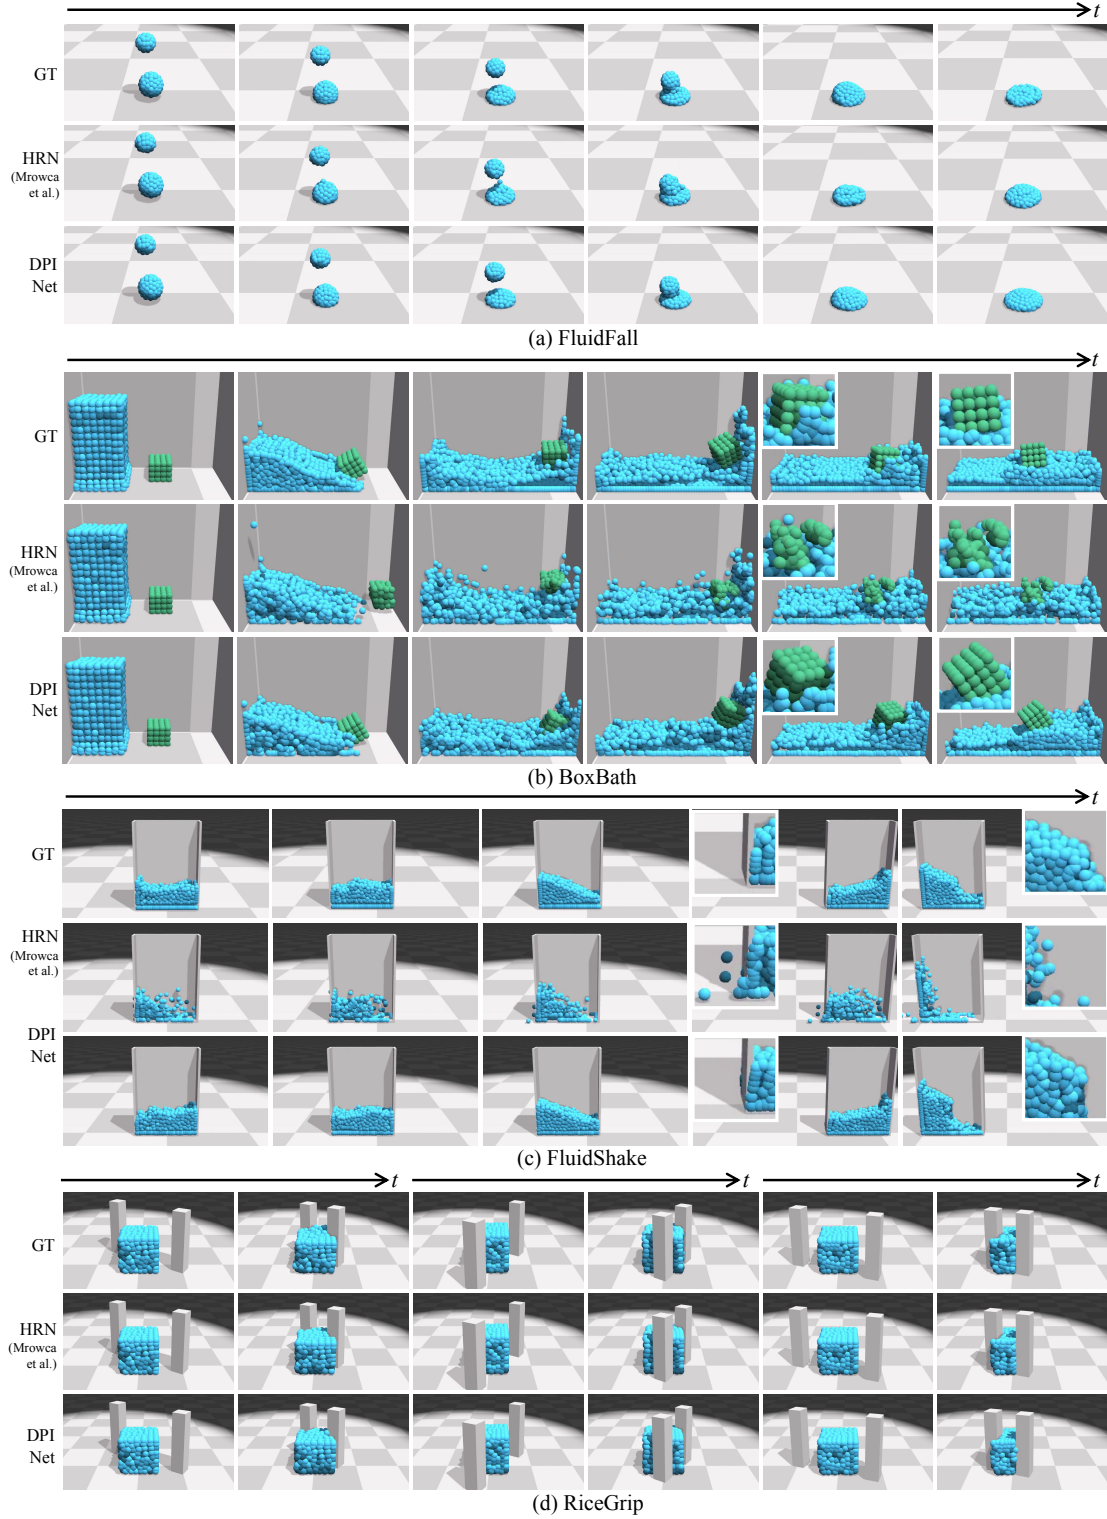 t
GT
HRN
(Mrowca
et al.)
DPI
Net
(a) FluidFall
t
GT
HRN
(Mrowca
et al.)
DPI
Net
(b) BoxBath
t
GT
HRN
(Mrowca
et al.)
DPI
Net
(c) FluidShake
t t t
GT
HRN
(Mrowca
et al.)
DPI
Net
(d) RiceGrip